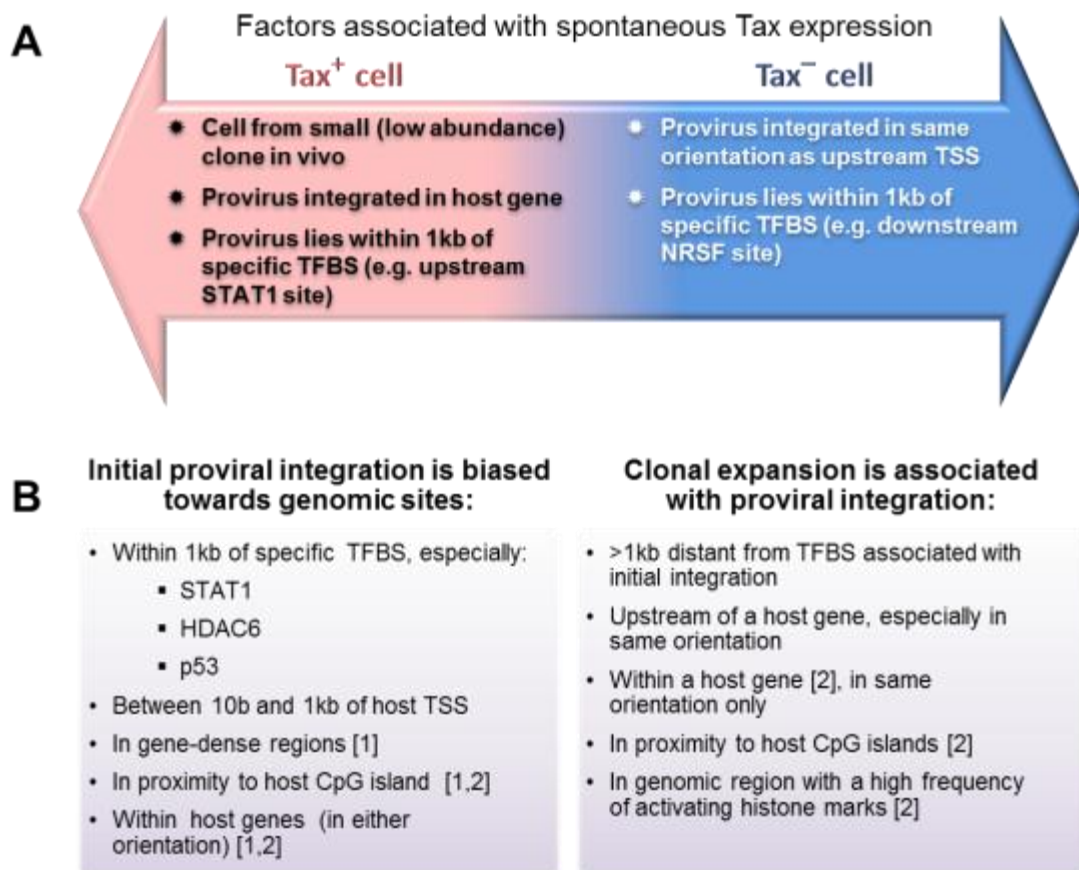 A
Factors associated with spontaneous Tax expression
Tax⁺ cell
✹ Cell from small (low abundance)
clone in vivo
✹ Provirus integrated in host gene
✹ Provirus lies within 1kb of
specific TFBS (e.g. upstream
STAT1 site)
Tax⁻ cell
✹ Provirus integrated in same
orientation as upstream TSS
✹ Provirus lies within 1kb of
specific TFBS (e.g. downstream
NRSF site)
B
Initial proviral integration is biased
towards genomic sites:
• Within 1kb of specific TFBS, especially:
▪ STAT1
▪ HDAC6
▪ p53
• Between 10b and 1kb of host TSS
• In gene-dense regions [1]
• In proximity to host CpG island [1,2]
• Within host genes (in either
orientation) [1,2]
Clonal expansion is associated
with proviral integration:
• >1kb distant from TFBS associated with
initial integration
• Upstream of a host gene, especially in
same orientation
• Within a host gene [2], in same
orientation only
• In proximity to host CpG islands [2]
• In genomic region with a high frequency
of activating histone marks [2]